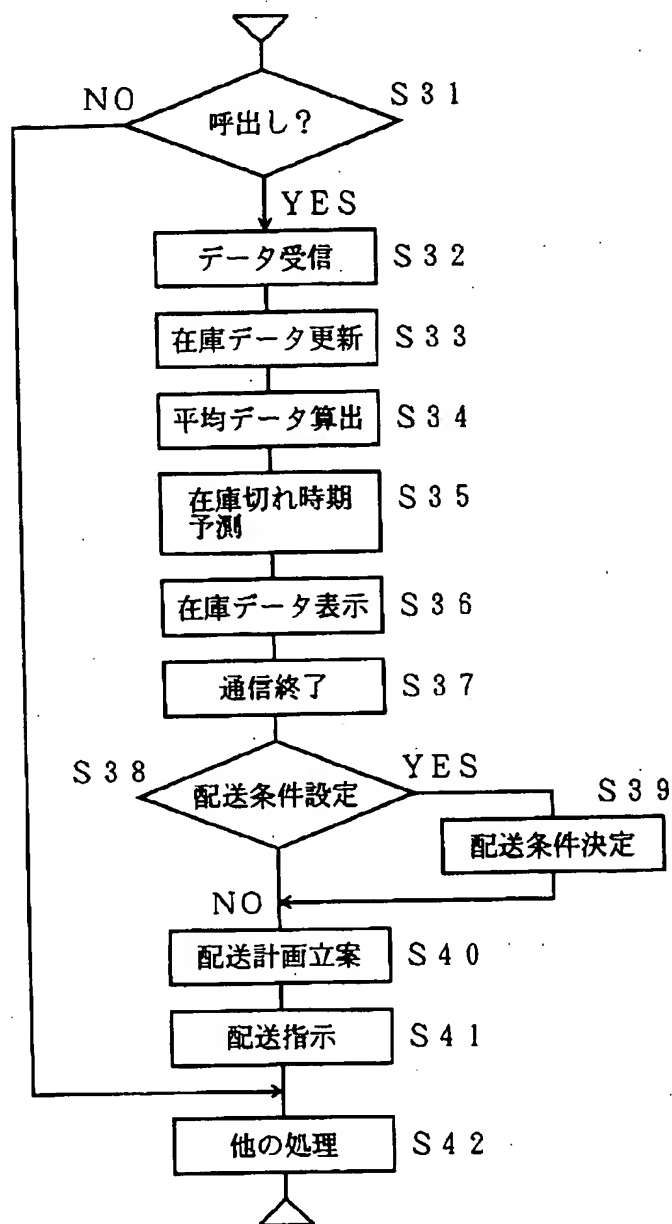 NO
呼出し?
S31
YES
データ受信 S32
在庫データ更新 S33
平均データ算出 S34
在庫切れ時期
予測
S35
在庫データ表示 S36
通信終了 S37
S38
配送条件設定
YES
S39
配送条件決定
NO
配送計画立案 S40
配送指示 S41
他の処理 S42